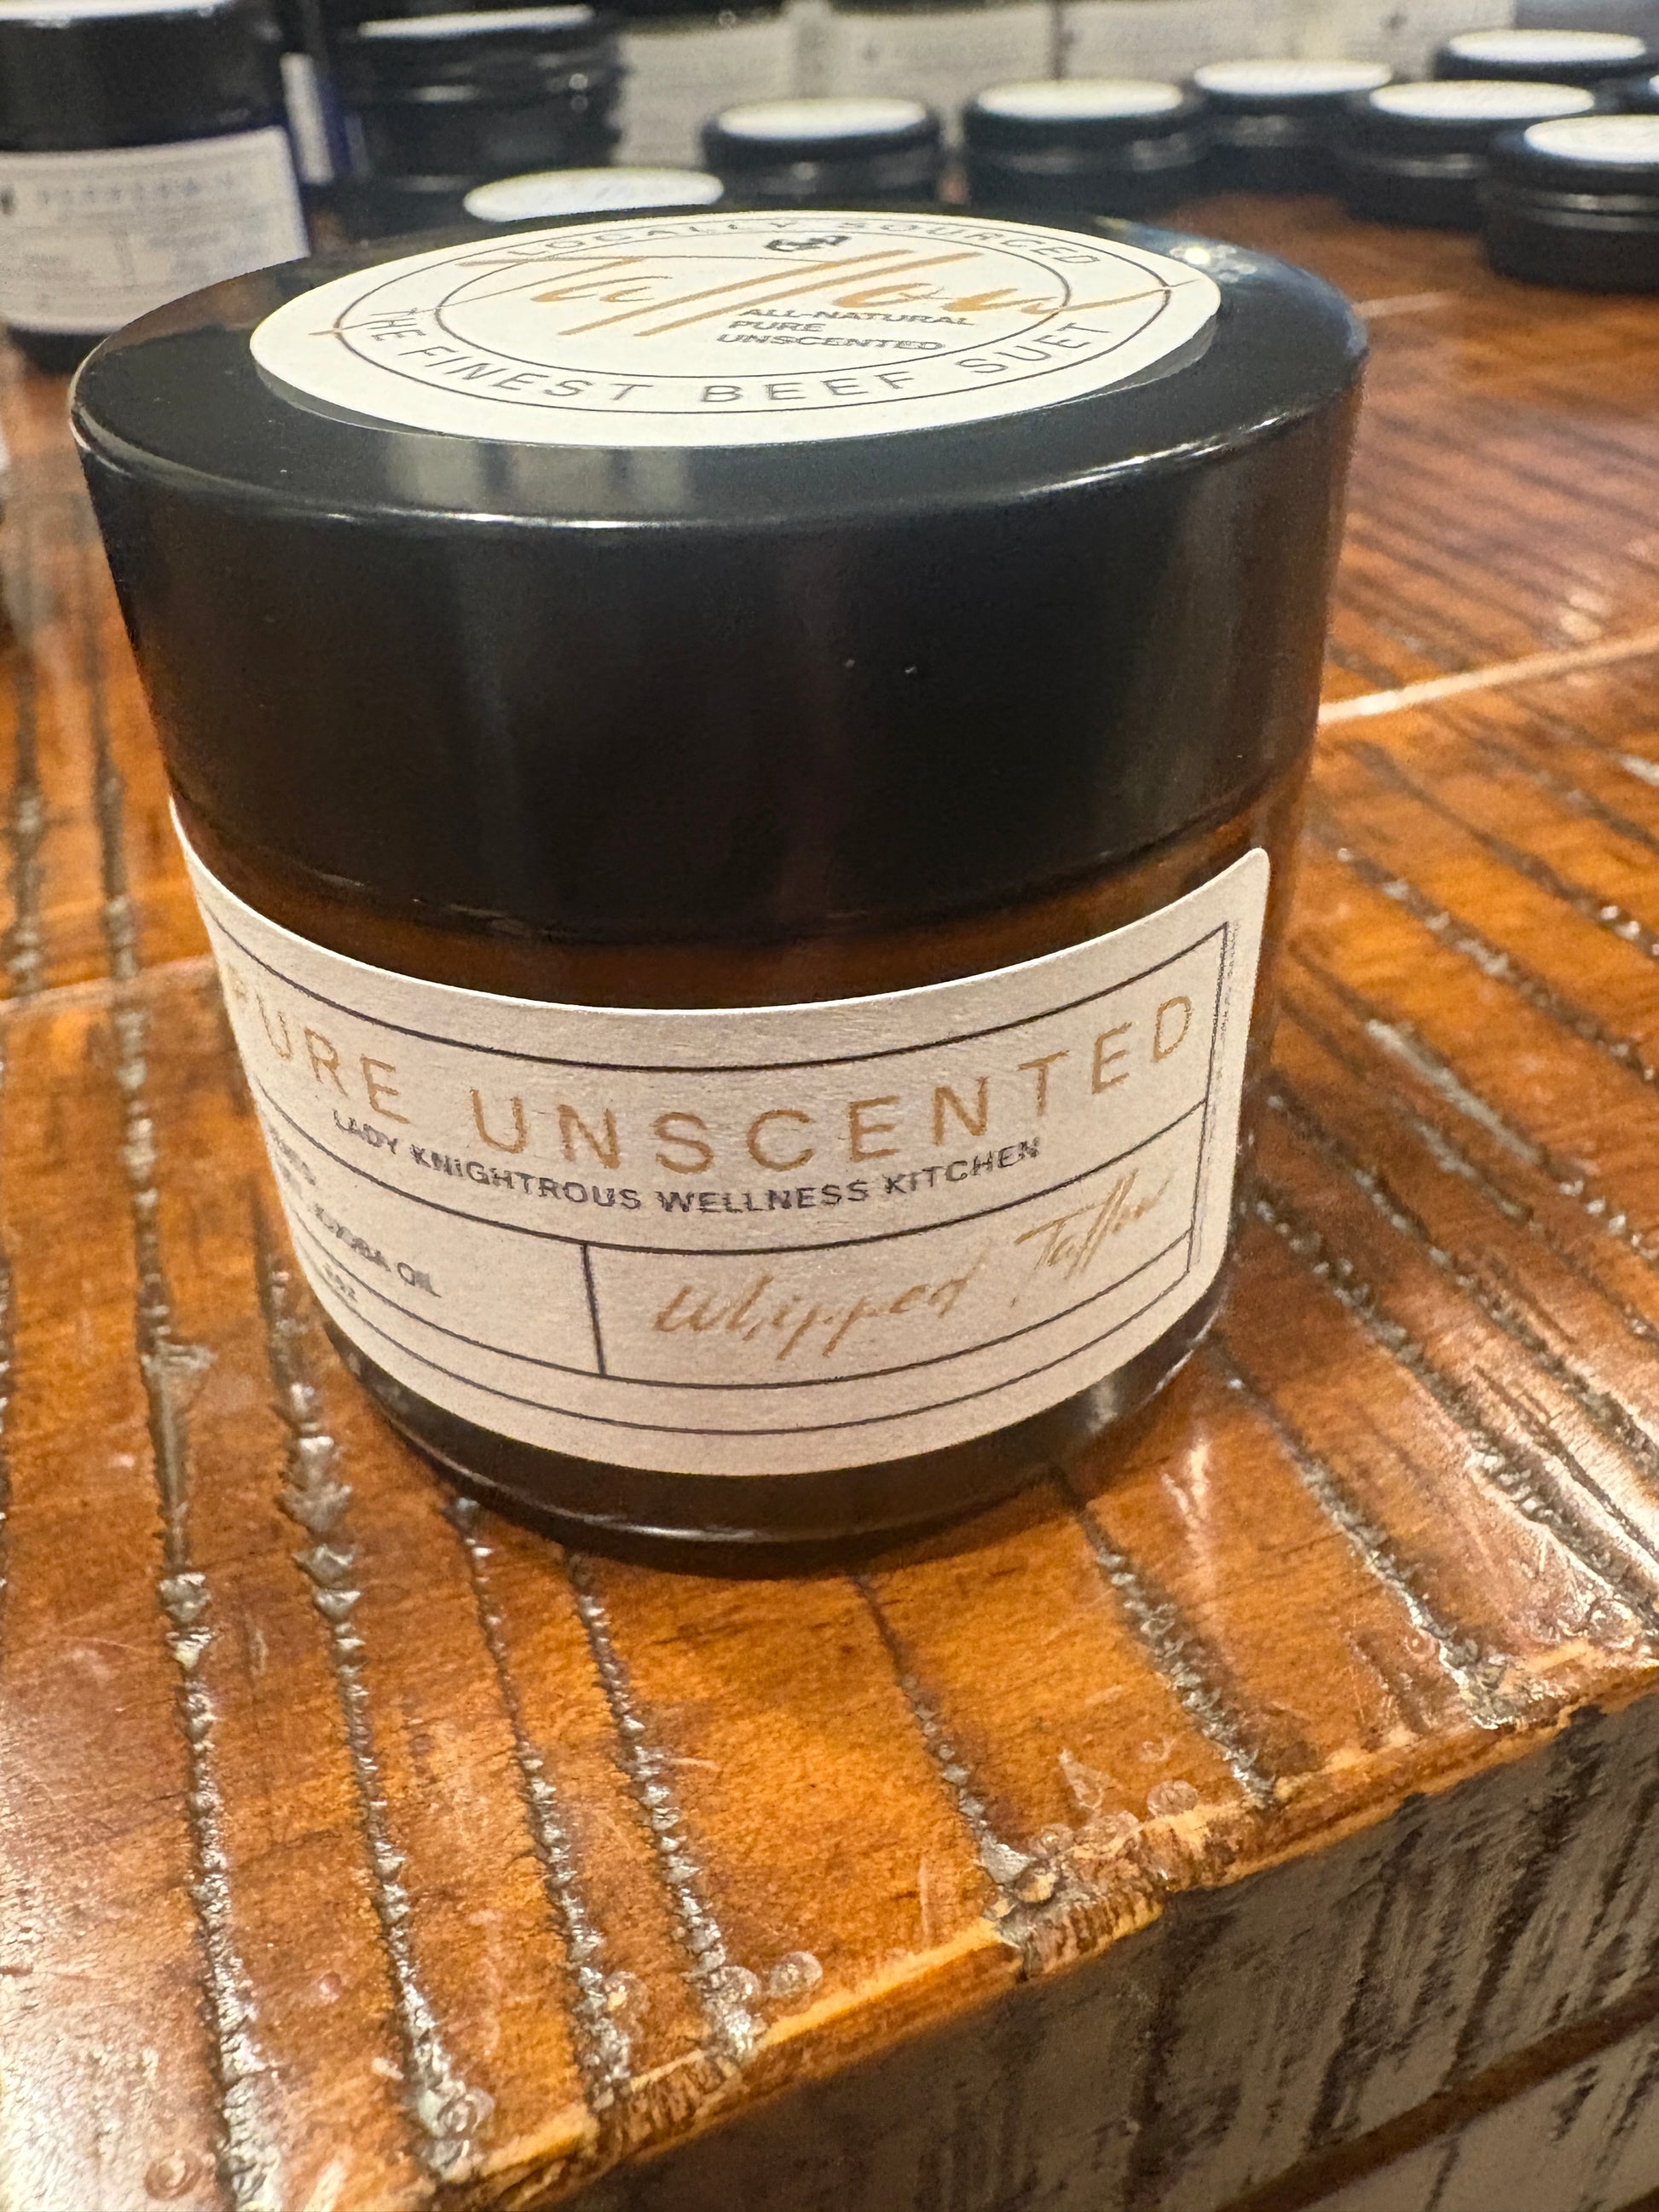 LOCALLY SOURCED
Tallow
ALL-NATURAL
PURE
UNSCENTED
THE FINEST BEEF SUET
PURE UNSCENTED
LADY KNIGHTROUS WELLNESS KITCHEN
JOJOBA OIL
Whipped Tallow